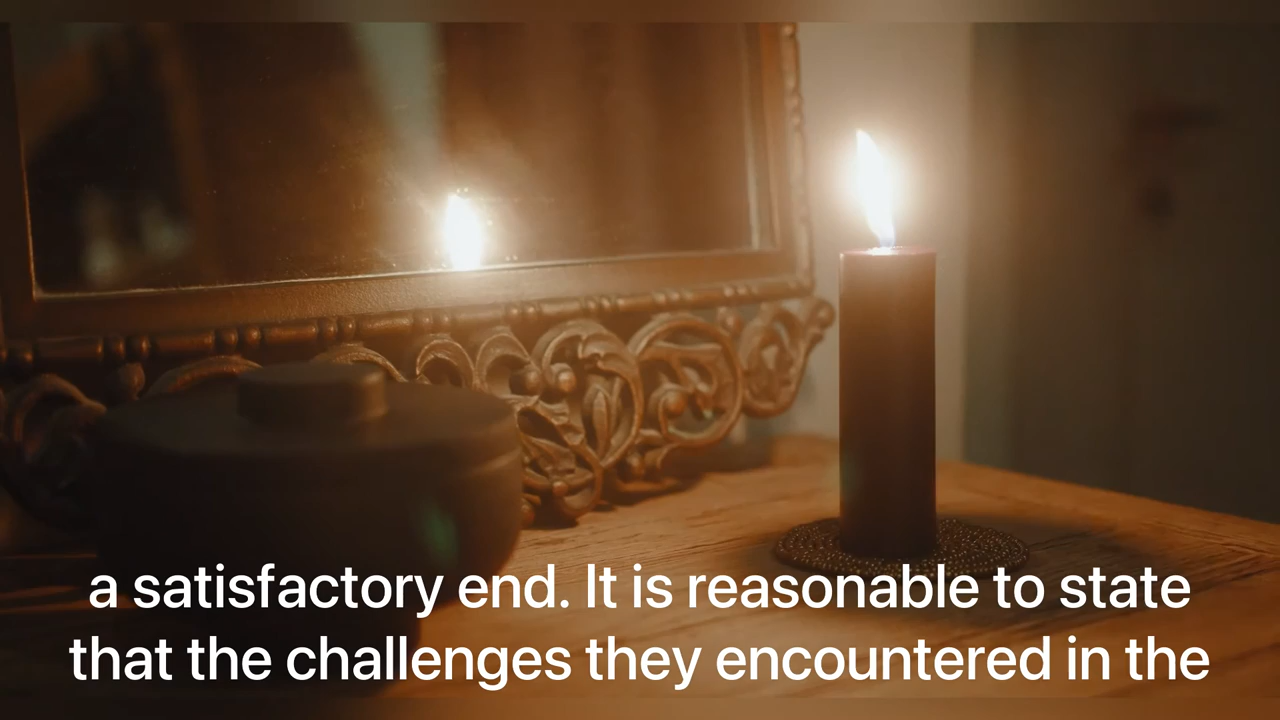 a satisfactory end. It is reasonable to state
that the challenges they encountered in the